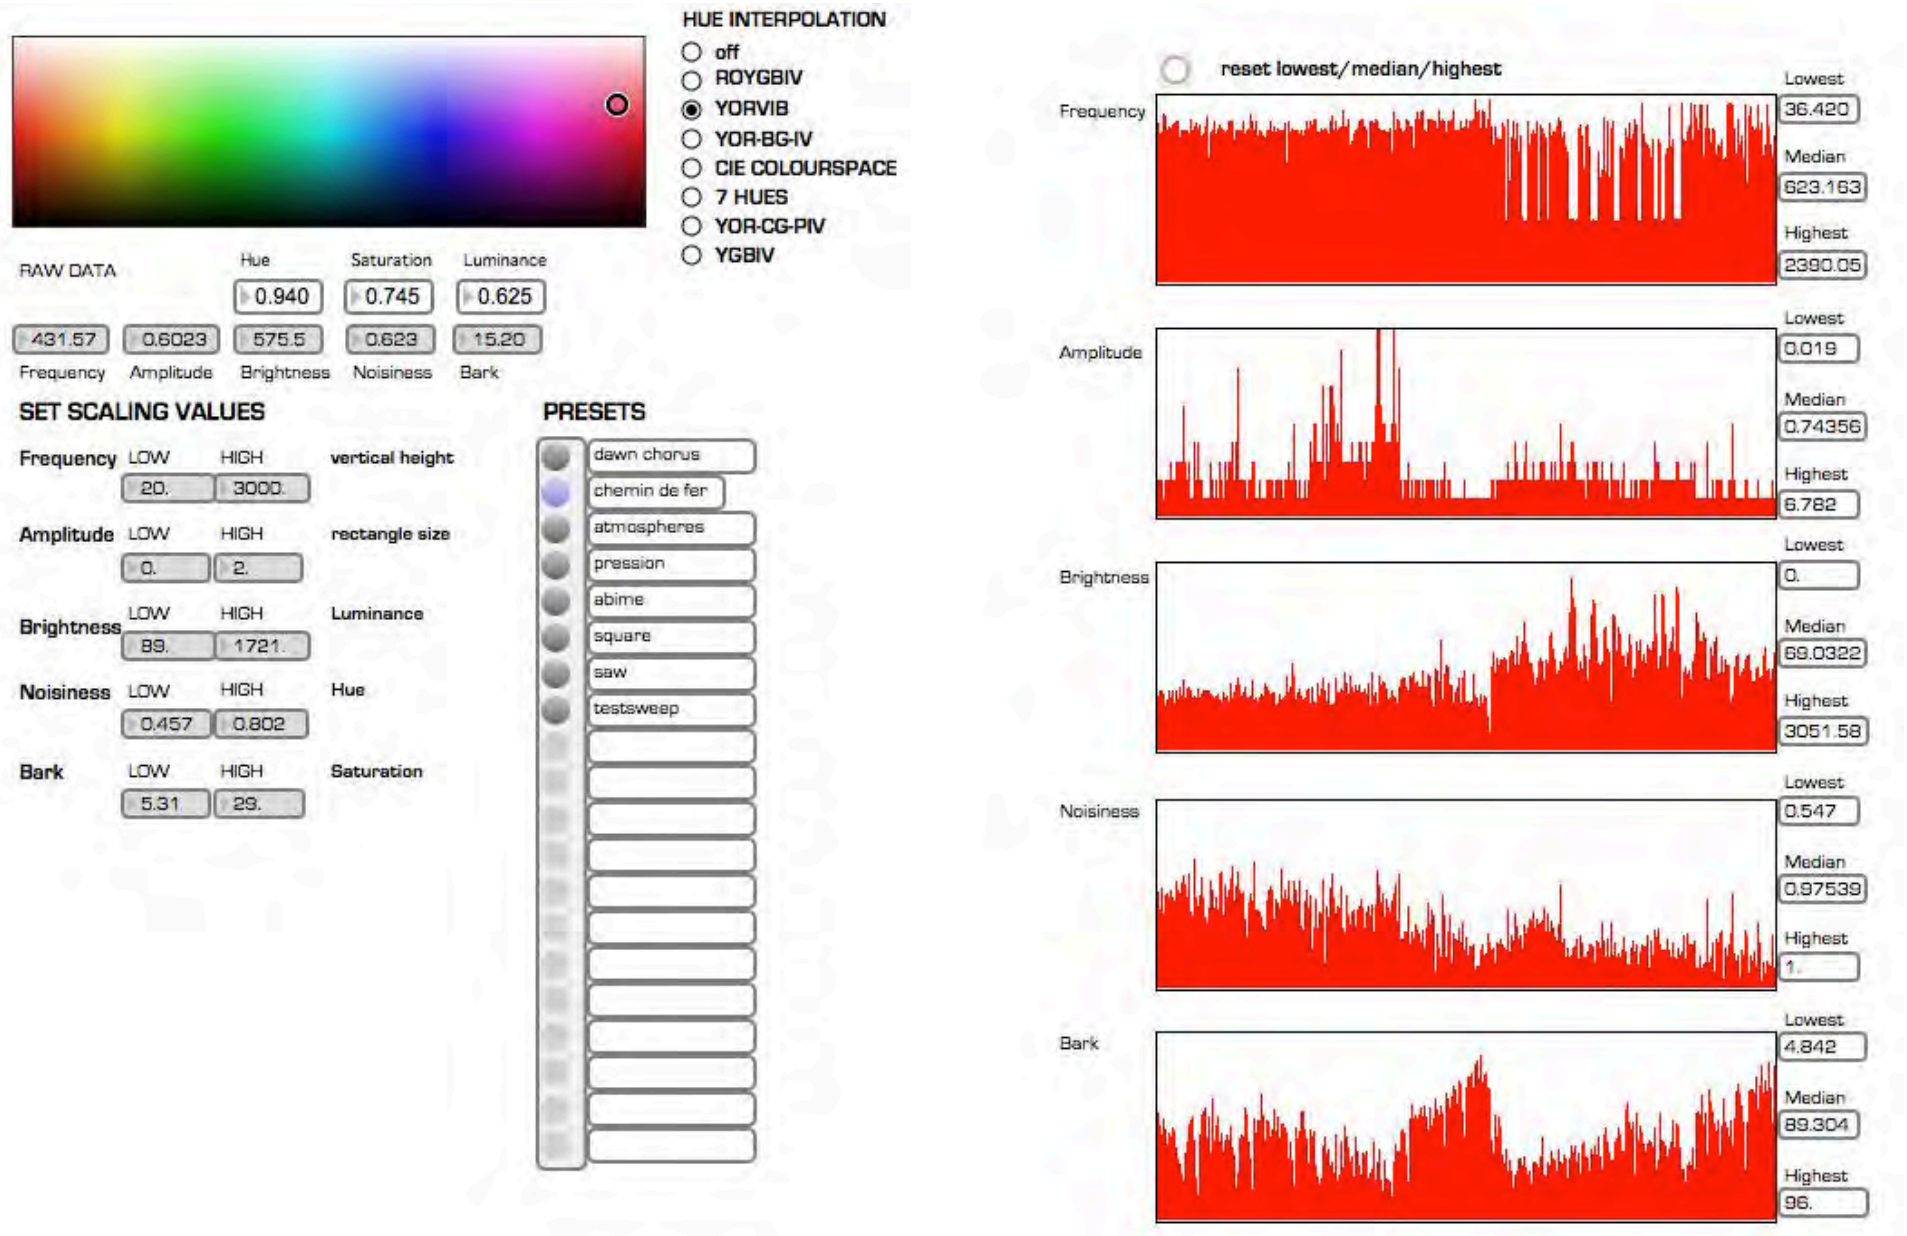 HUE INTERPOLATION
off
ROYGBIV
YORVIB
YOR-BG-IV
CIE COLOURSPACE
7 HUES
YOR-CG-PIV
YGBIV
RAW DATA
Hue Saturation Luminance
0.940 0.745 0.625
431.57 0.6023 575.5 0.623 15.20
Frequency Amplitude Brightness Noisiness Bark
SET SCALING VALUES
Frequency LOW HIGH vertical height
20. 3000.
Amplitude LOW HIGH rectangle size
0. 2.
Brightness LOW HIGH Luminance
89. 1721.
Noisiness LOW HIGH Hue
0.457 0.802
Bark LOW HIGH Saturation
5.31 29.
PRESETS
dawn chorus
chemin de fer
atmospheres
pression
abime
square
saw
testsweep
reset lowest/median/highest
Frequency
Lowest
36.420
Median
623.163
Highest
2390.05
Amplitude
Lowest
0.019
Median
0.74356
Highest
6.782
Brightness
Lowest
0.
Median
69.0322
Highest
3051.58
Noisiness
Lowest
0.547
Median
0.97539
Highest
1.
Bark
Lowest
4.842
Median
89.304
Highest
96.